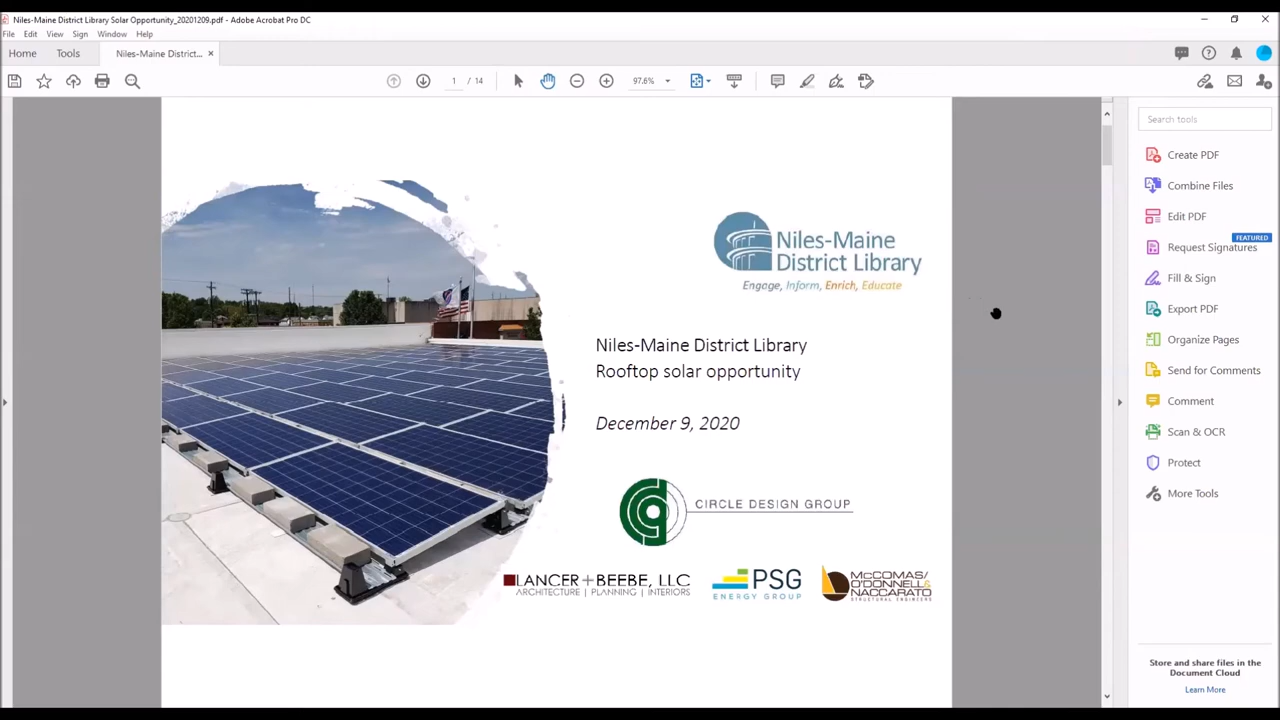 Niles-Maine District Library Solar Opportunity_20201209.pdf - Adobe Acrobat Pro DC
File Edit View Sign Window Help
Home Tools Niles-Maine District... ×
1 / 14 97.6%
Search tools
Create PDF
Combine Files
Edit PDF
FEATURED
Request Signatures
Fill & Sign
Export PDF
Organize Pages
Send for Comments
Comment
Scan & OCR
Protect
More Tools
Store and share files in the
Document Cloud
Learn More
Niles-Maine
District Library
Engage, Inform, Enrich, Educate
Niles-Maine District Library
Rooftop solar opportunity
December 9, 2020
CIRCLE DESIGN GROUP
LANCER+BEEBE, LLC
ARCHITECTURE | PLANNING | INTERIORS
PSG
ENERGY GROUP
McCOMAS/
O'DONNELL &
NACCARATO
STRUCTURAL ENGINEERS